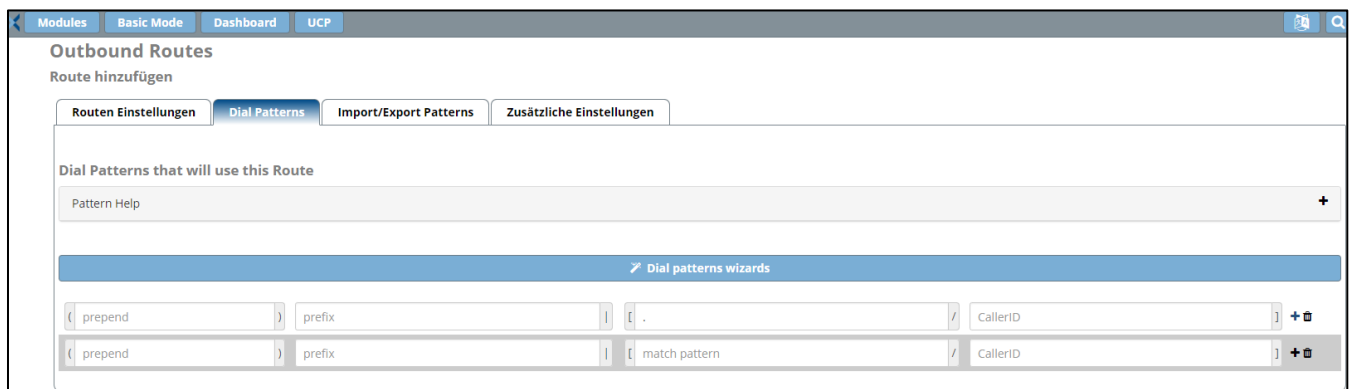 Modules Basic Mode Dashboard UCP
Outbound Routes
Route hinzufügen
Routen Einstellungen Dial Patterns Import/Export Patterns Zusätzliche Einstellungen
Dial Patterns that will use this Route
Pattern Help +
Dial patterns wizards
( prepend ) prefix | [ . / CallerID ] +
( prepend ) prefix | [ match pattern / CallerID ] +